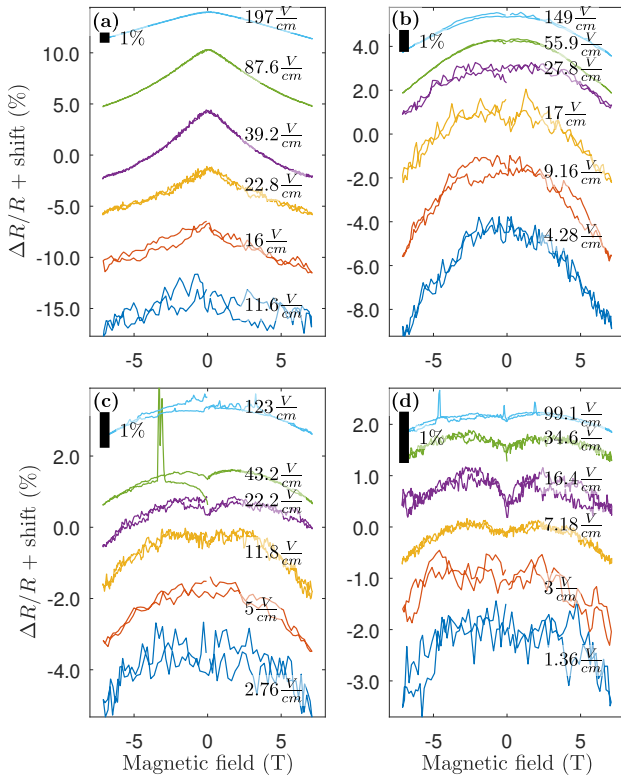 (a)
1%
197 V/cm
87.6 V/cm
39.2 V/cm
22.8 V/cm
16 V/cm
11.6 V/cm
10.0
5.0
0.0
-5.0
-10.0
-15.0
-5 0 5
ΔR/R + shift (%)
Magnetic field (T)
(b)
1%
149 V/cm
55.9 V/cm
27.8 V/cm
17 V/cm
9.16 V/cm
4.28 V/cm
4.0
2.0
0.0
-2.0
-4.0
-6.0
-8.0
-5 0 5
(c)
1%
123 V/cm
43.2 V/cm
22.2 V/cm
11.8 V/cm
5 V/cm
2.76 V/cm
2.0
0.0
-2.0
-4.0
-5 0 5
ΔR/R + shift (%)
Magnetic field (T)
(d)
1%
99.1 V/cm
34.6 V/cm
16.4 V/cm
7.18 V/cm
3 V/cm
1.36 V/cm
2.0
1.0
0.0
-1.0
-2.0
-3.0
-5 0 5
Magnetic field (T)